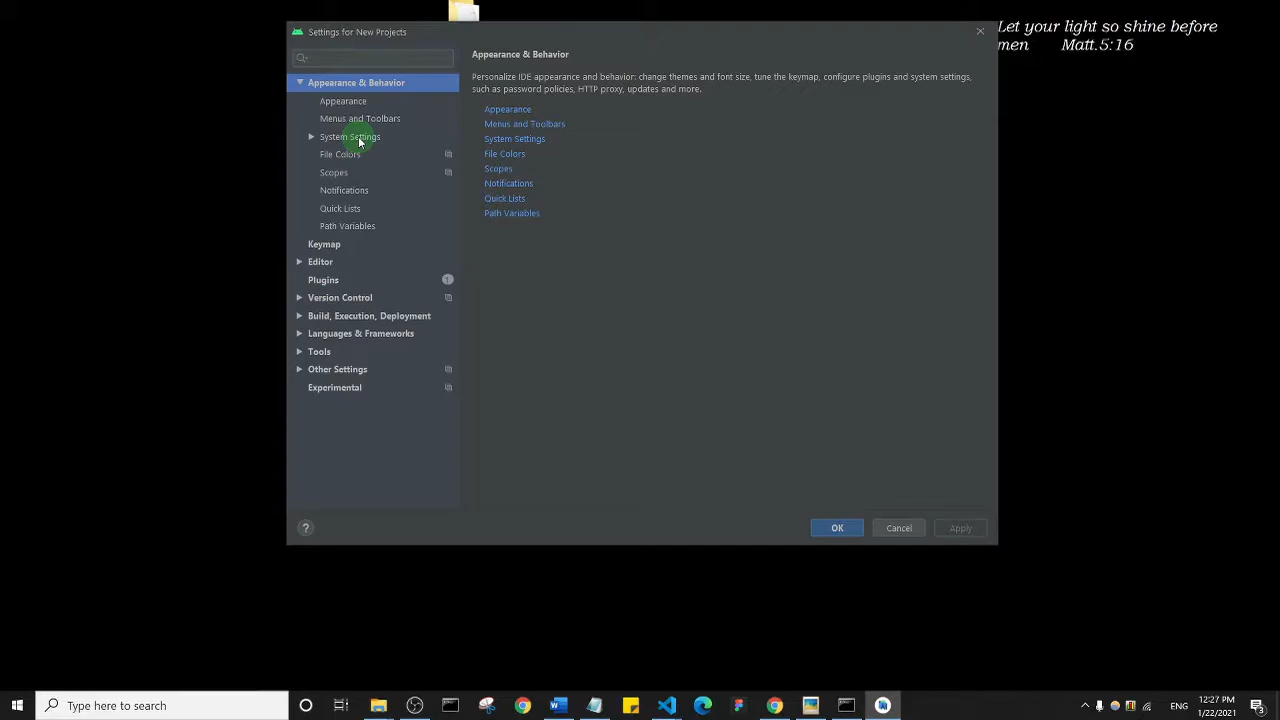 Let your light so shine before
men Matt.5:16
Settings for New Projects
Appearance & Behavior
Appearance
Menus and Toolbars
System Settings
File Colors
Scopes
Notifications
Quick Lists
Path Variables
Keymap
Editor
Plugins 1
Version Control
Build, Execution, Deployment
Languages & Frameworks
Tools
Other Settings
Experimental
Appearance & Behavior
Personalize IDE appearance and behavior: change themes and font size, tune the keymap, configure plugins and system settings,
such as password policies, HTTP proxy, updates and more.
Appearance
Menus and Toolbars
System Settings
File Colors
Scopes
Notifications
Quick Lists
Path Variables
?
OK
Cancel
Apply
Type here to search
ENG
12:27 PM
1/22/2021
2